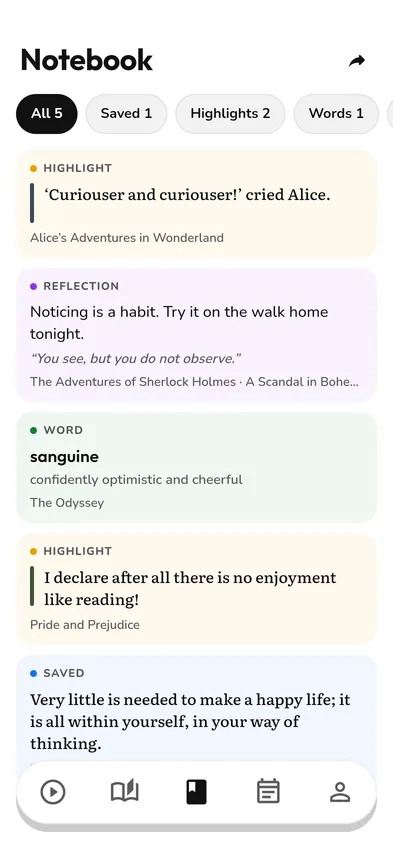 Notebook
All 5
Saved 1
Highlights 2
Words 1
HIGHLIGHT
‘Curiouser and curiouser!’ cried Alice.
Alice’s Adventures in Wonderland
REFLECTION
Noticing is a habit. Try it on the walk home
tonight.
“You see, but you do not observe.”
The Adventures of Sherlock Holmes · A Scandal in Bohe...
WORD
sanguine
confidently optimistic and cheerful
The Odyssey
HIGHLIGHT
I declare after all there is no enjoyment
like reading!
Pride and Prejudice
SAVED
Very little is needed to make a happy life; it
is all within yourself, in your way of
thinking.